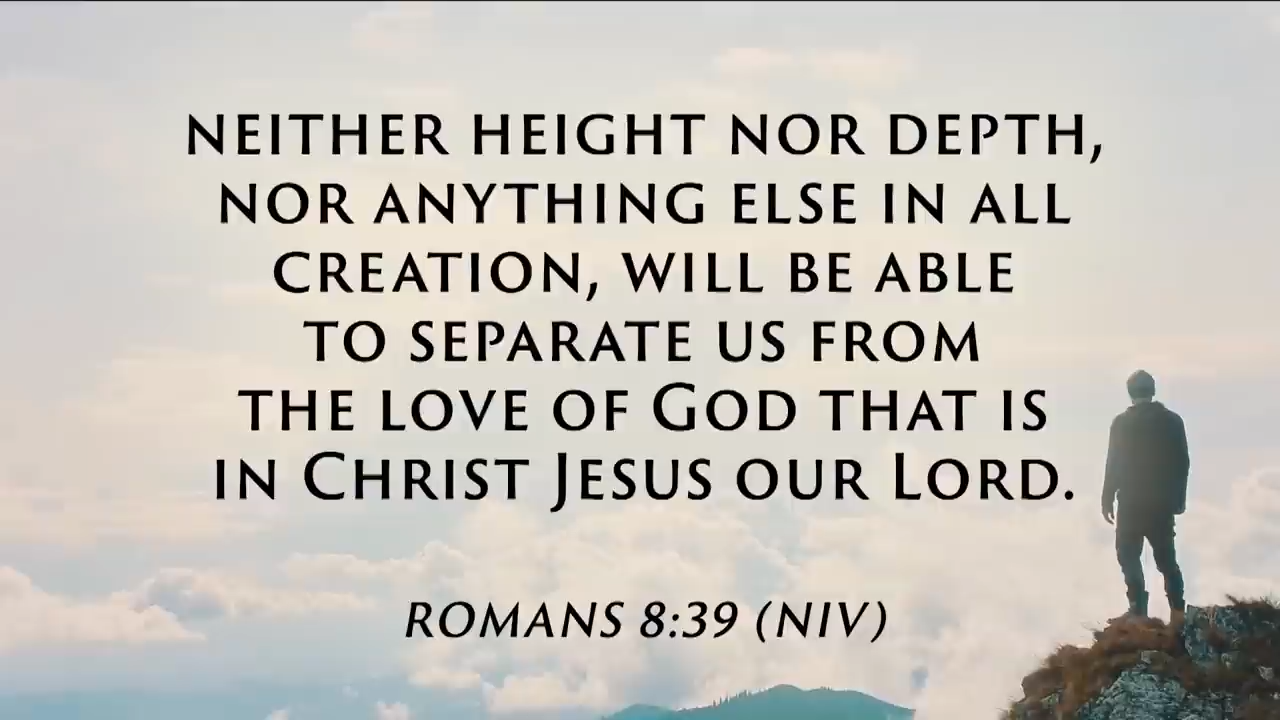 NEITHER HEIGHT NOR DEPTH,
NOR ANYTHING ELSE IN ALL
CREATION, WILL BE ABLE
TO SEPARATE US FROM
THE LOVE OF GOD THAT IS
IN CHRIST JESUS OUR LORD.
ROMANS 8:39 (NIV)